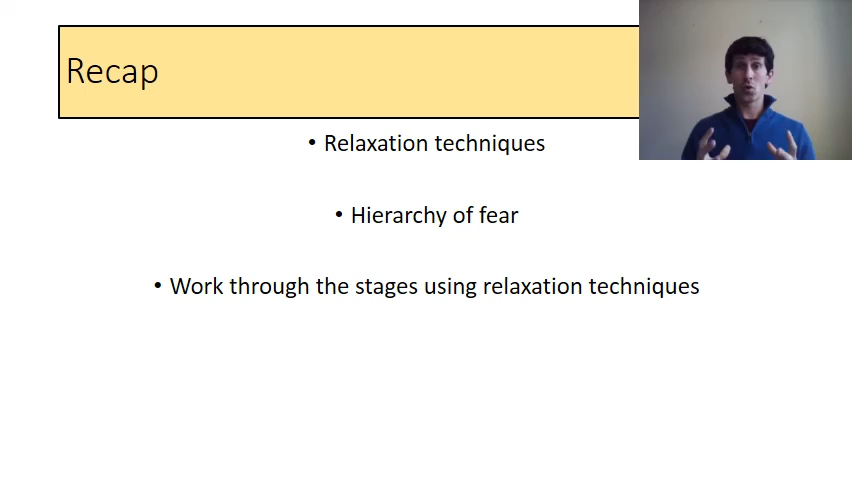 Recap
• Relaxation techniques
• Hierarchy of fear
• Work through the stages using relaxation techniques